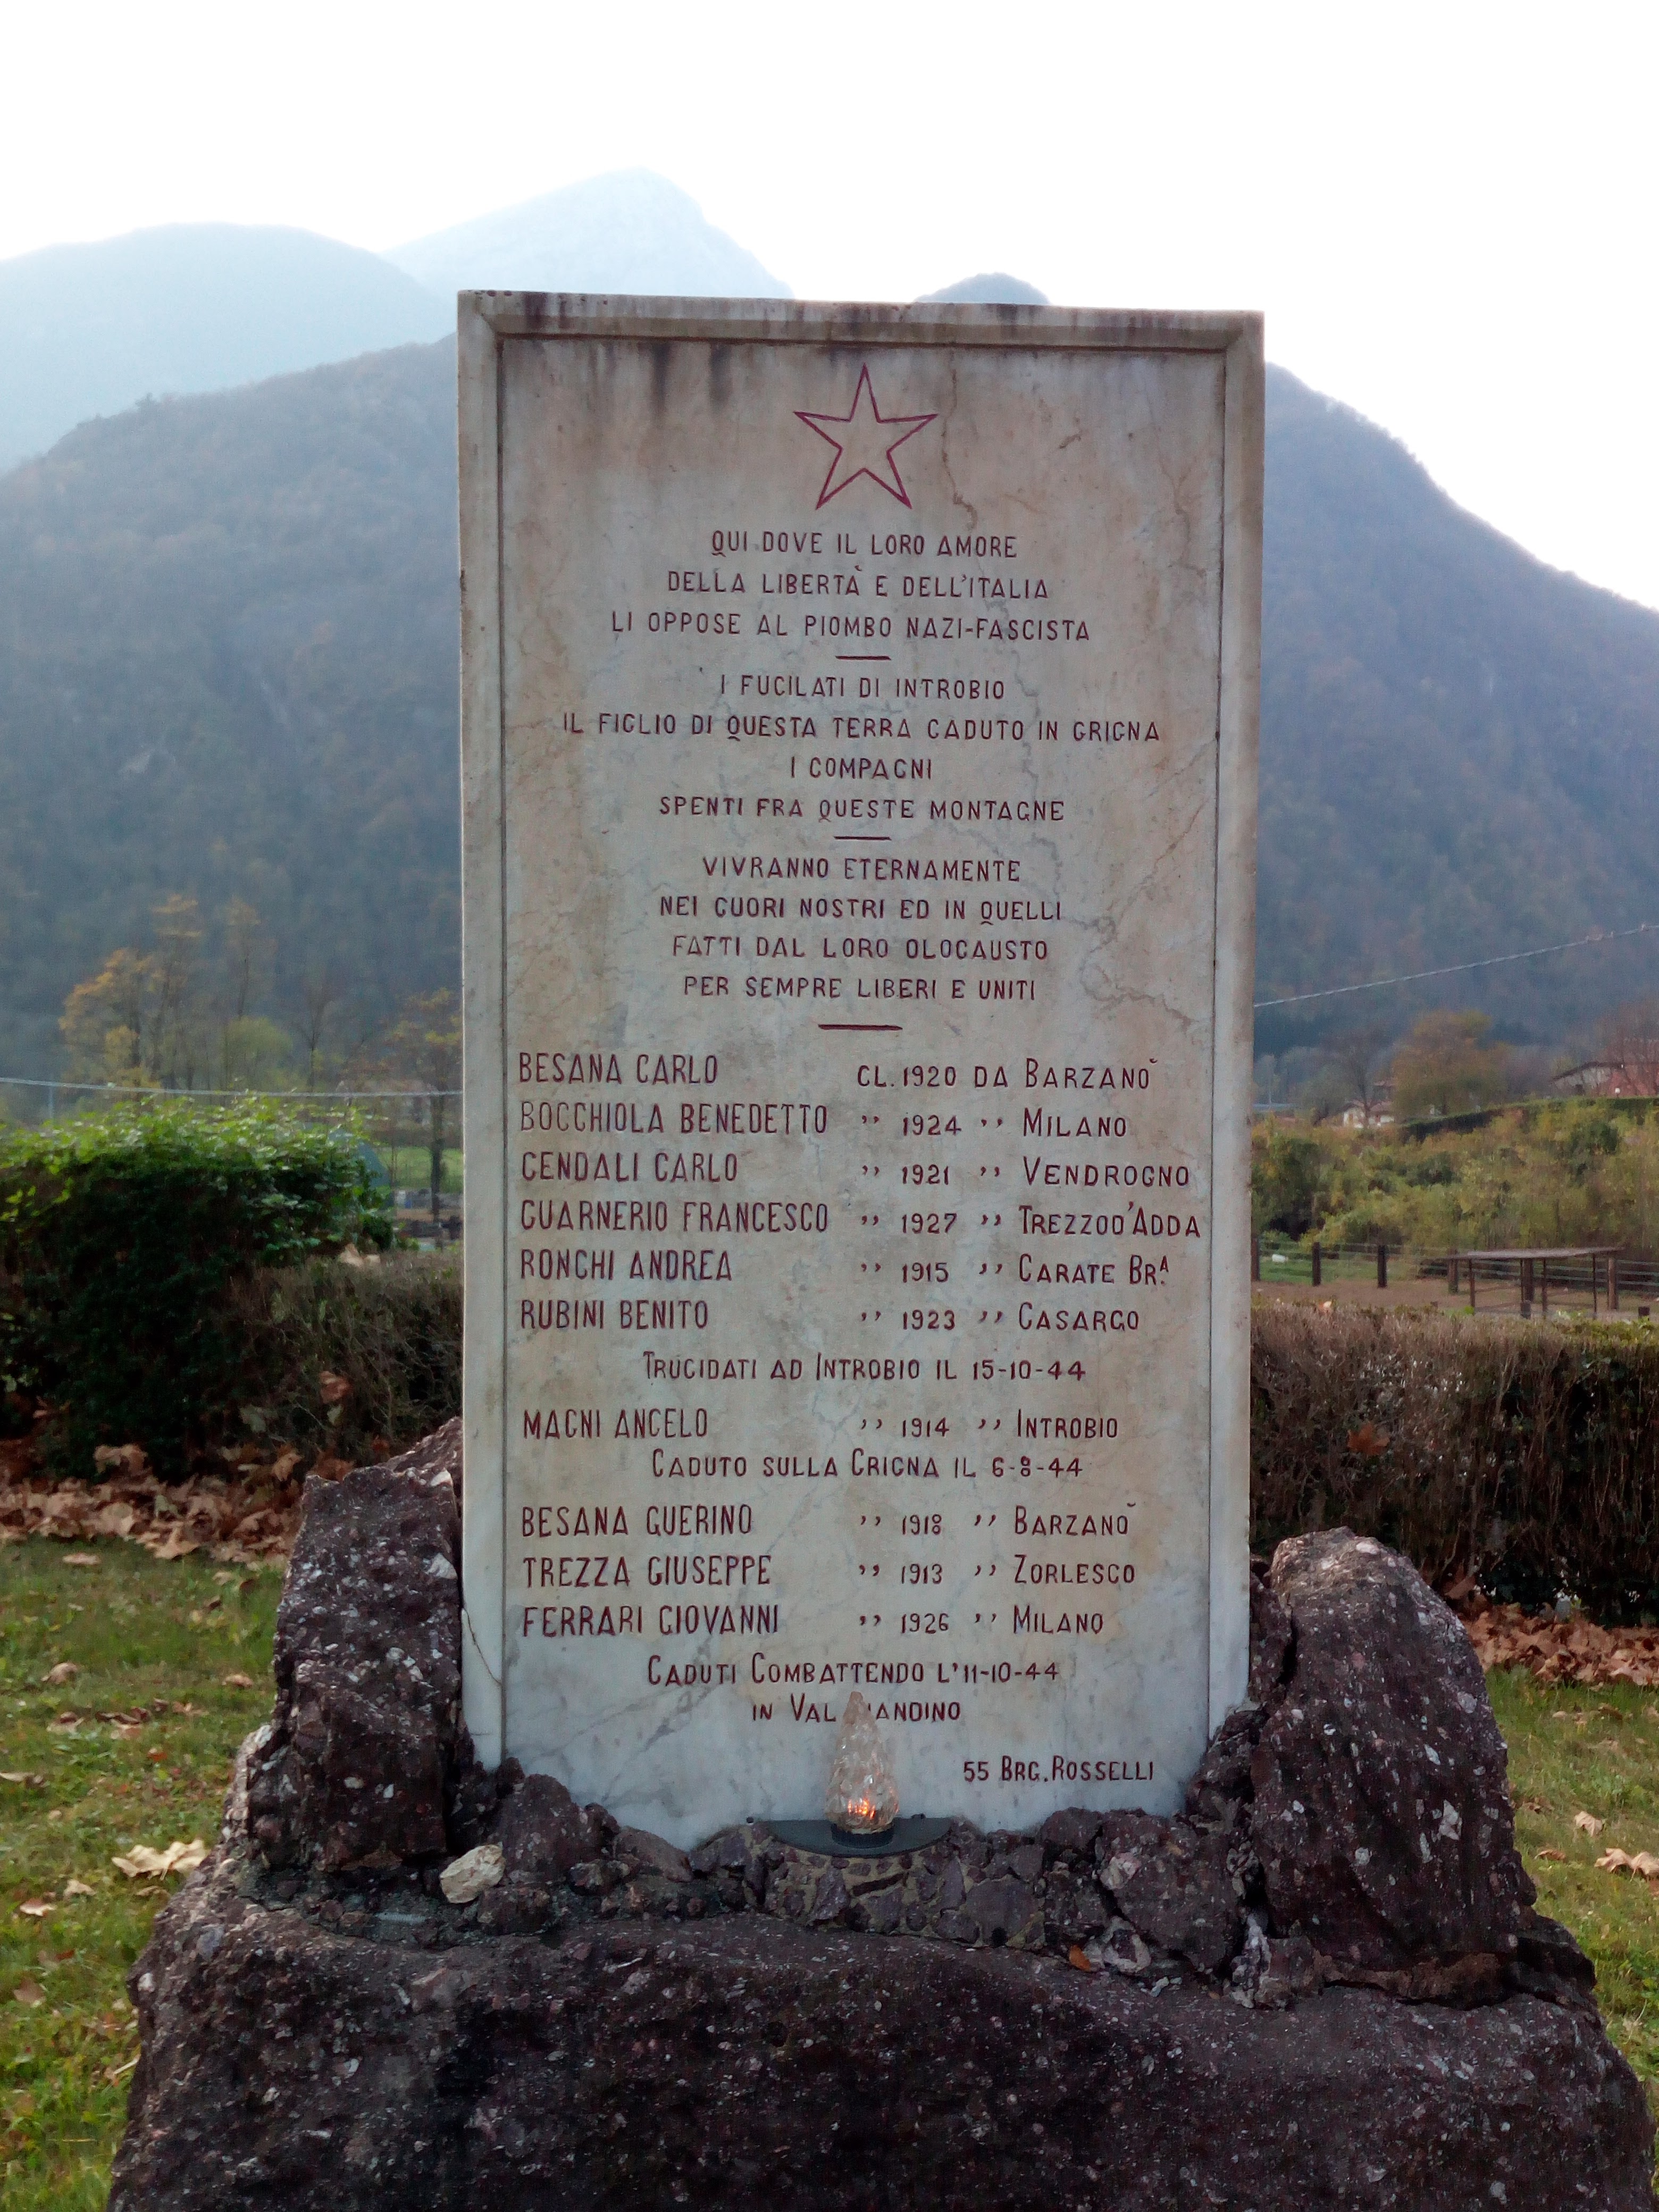 QUI DOVE IL LORO AMORE
DELLA LIBERTÀ E DELL'ITALIA
LI OPPOSE AL PIOMBO NAZI-FASCISTA
I FUCILATI DI INTROBIO
IL FIGLIO DI QUESTA TERRA CADUTO IN GRIGNA
I COMPAGNI
SPENTI FRA QUESTE MONTAGNE
VIVRANNO ETERNAMENTE
NEI CUORI NOSTRI ED IN QUELLI
FATTI DAL LORO OLOCAUSTO
PER SEMPRE LIBERI E UNITI
BESANA CARLO CL. 1920 DA BARZANÒ
BOCCHIOLA BENEDETTO ,, 1924 ,, MILANO
CENDALI CARLO ,, 1921 ,, VENDROGNO
GUARNERIO FRANCESCO ,, 1927 ,, TREZZO D'ADDA
RONCHI ANDREA ,, 1915 ,, CARATE BR.A
RUBINI BENITO ,, 1923 ,, CASARGO
TRUCIDATI AD INTROBIO IL 15-10-44
MAGNI ANGELO ,, 1914 ,, INTROBIO
CADUTO SULLA GRIGNA IL 6-8-44
BESANA GUERINO ,, 1918 ,, BARZANÒ
TREZZA GIUSEPPE ,, 1913 ,, ZORLESCO
FERRARI GIOVANNI ,, 1926 ,, MILANO
CADUTI COMBATTENDO L'11-10-44
IN VAL
55 BRG. ROSSELLI